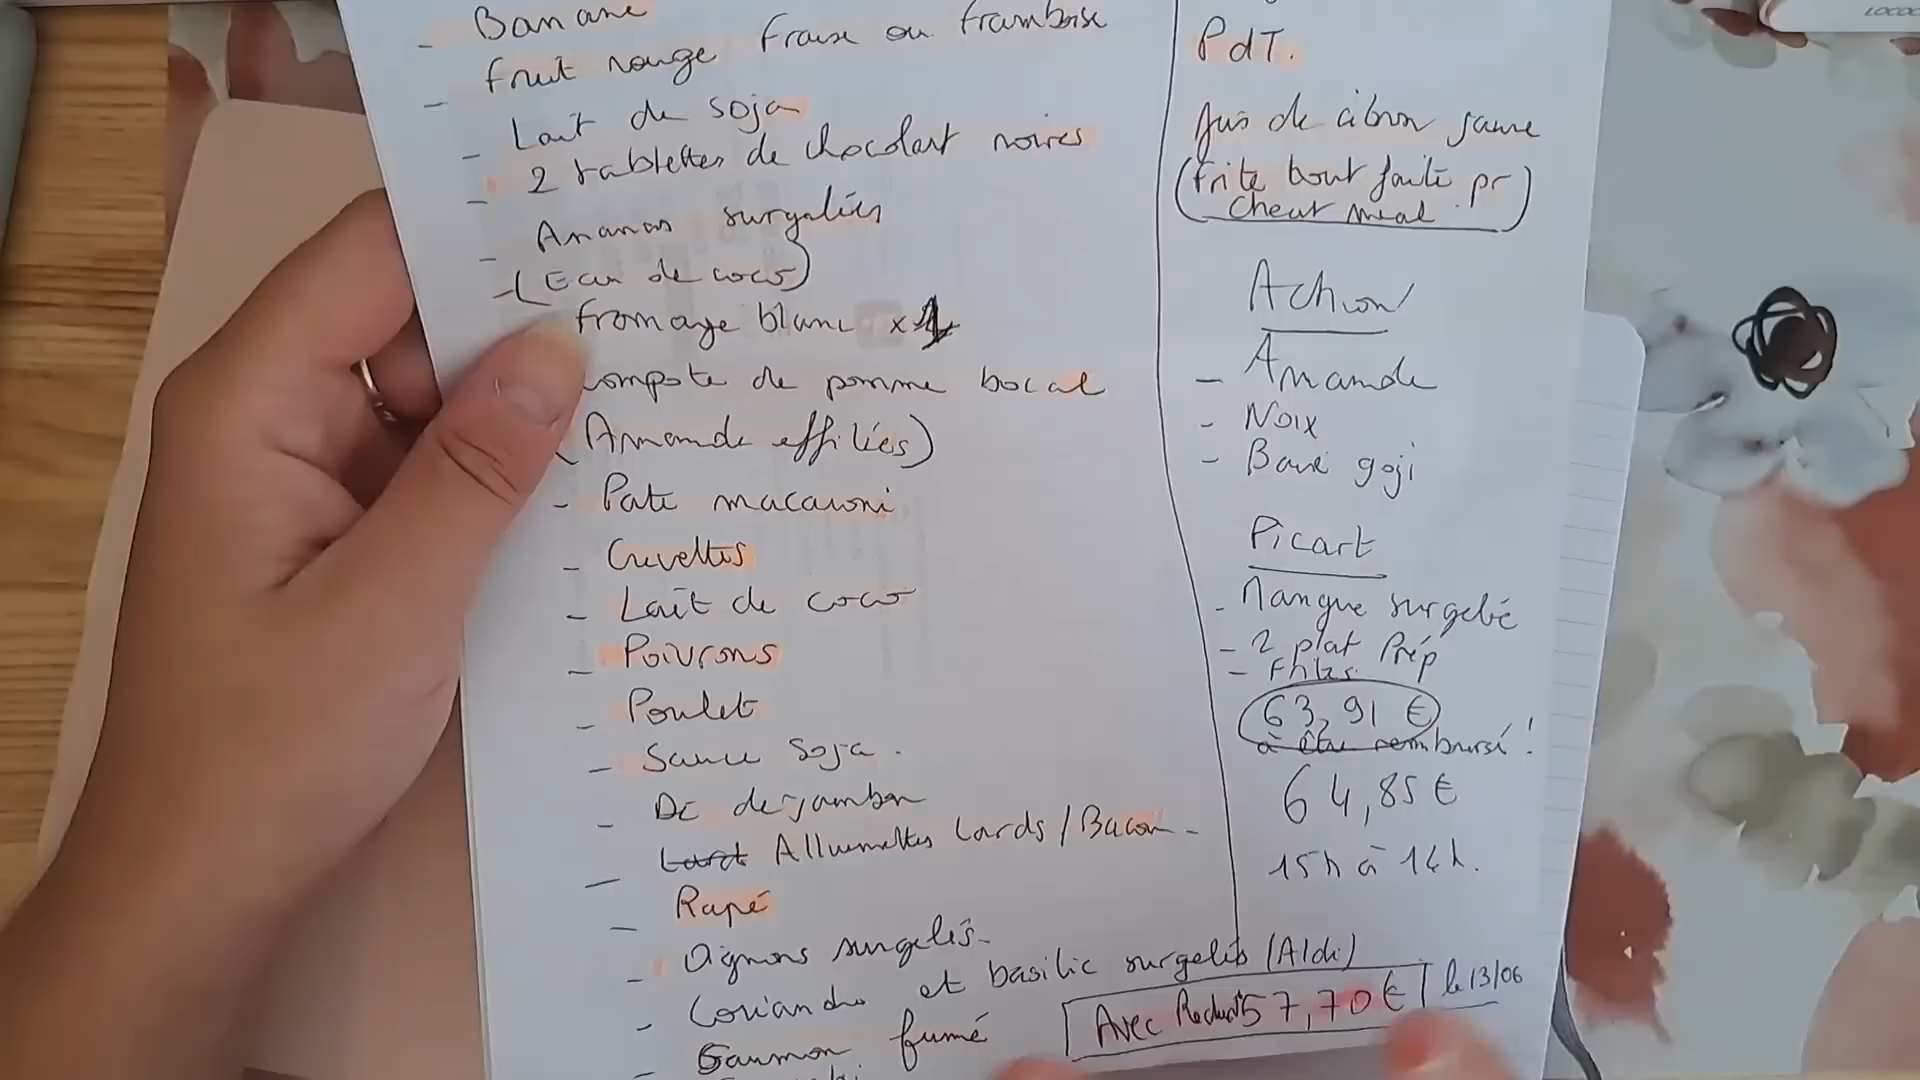 - Banane
- fruit rouge fraise ou framboise
- Lait de soja
- 2 tablettes de chocolat noires
- Ananas surgelés
- (Eau de coco)
fromage blanc x1
compote de pomme bocal
(Amande effilées)
- Pate macaroni
- Crevettes
- Lait de coco
- Poivrons
- Poulet
- Sauce Soja.
- Dé de jambon
- Lard Allumettes Lards / Bacon -
- Rapé
- Oignons surgelés-
- Coriandre et basilic surgelés (Aldi)
- Saumon fumé
PdT.
Jus de citron jaune
(frite tout faite pr)
cheat meal.
Action
- Amande
- Noix
- Baie goji
Picart
- Mangue surgelé
- 2 plat Prép
- Frites
63,91 €
à être remboursé!
64,85 €
15h à
Avec Reduct 57,70€ le 13/06